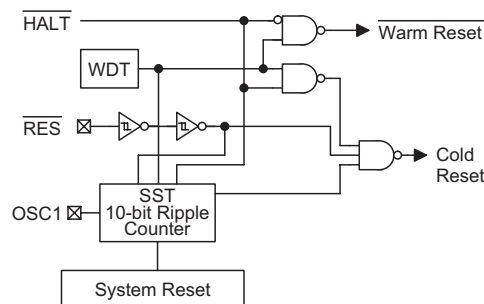 HALT
Warm Reset
WDT
RES
Cold
Reset
SST
10-bit Ripple
Counter
OSC1
System Reset